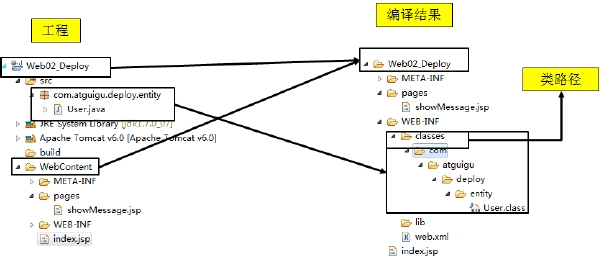 工程
编译结果
类路径
Web02_Deploy
src
com.atguigu.deploy.entity
User.java
JRE System Library [jdk1.7.0_07]
Apache Tomcat v6.0 [Apache Tomcat v6.0]
build
WebContent
META-INF
pages
showMessage.jsp
WEB-INF
index.jsp
Web02_Deploy
META-INF
pages
showMessage.jsp
WEB-INF
classes
com
atguigu
deploy
entity
User.class
lib
web.xml
index.jsp